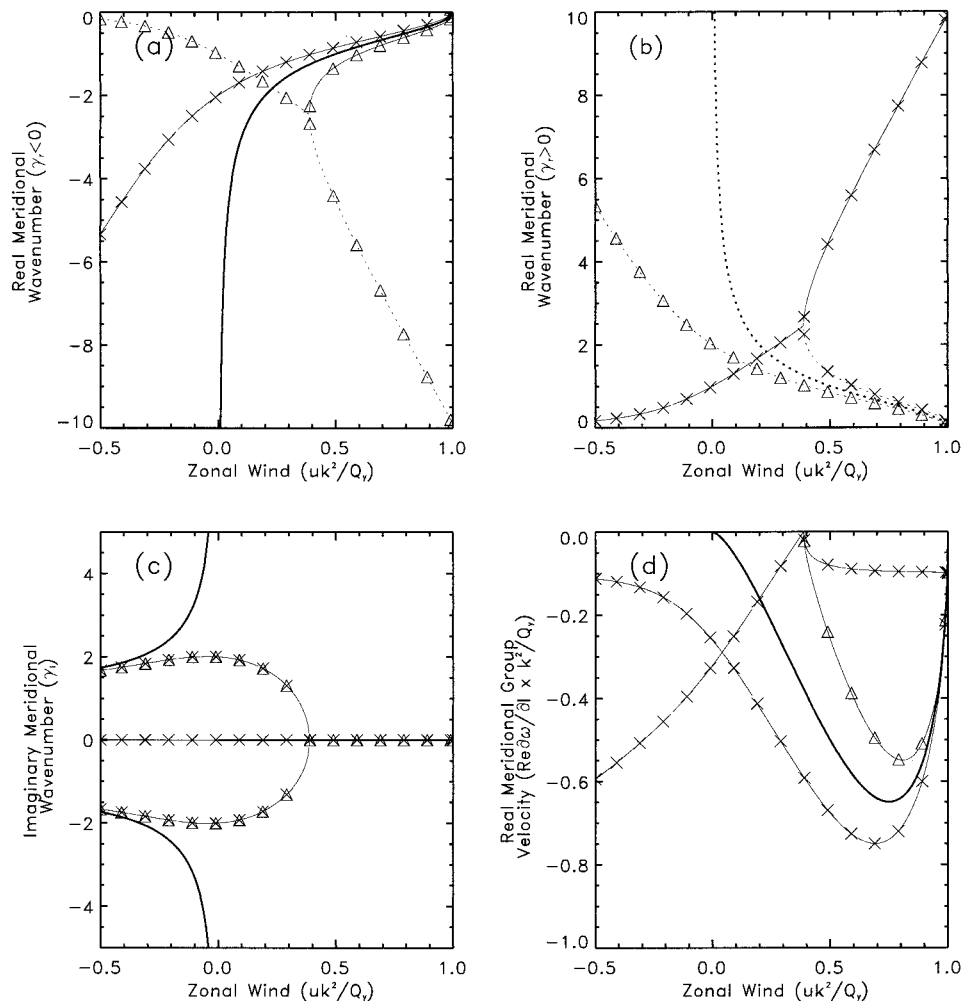 0
-2
-4
-6
-8
-10
(a)
Real Meridional
Wavenumber (γr<0)
-0.5 0.0 0.5 1.0
Zonal Wind (uk²/Qy)
10
8
6
4
2
0
(b)
Real Meridional
Wavenumber (γr>0)
-0.5 0.0 0.5 1.0
Zonal Wind (uk²/Qy)
4
2
0
-2
-4
(c)
Imaginary Meridional
Wavenumber (γi)
-0.5 0.0 0.5 1.0
Zonal Wind (uk²/Qy)
0.0
-0.2
-0.4
-0.6
-0.8
-1.0
(d)
Real Meridional Group
Velocity (Re∂ω/∂l x k²/Qy)
-0.5 0.0 0.5 1.0
Zonal Wind (uk²/Qy)